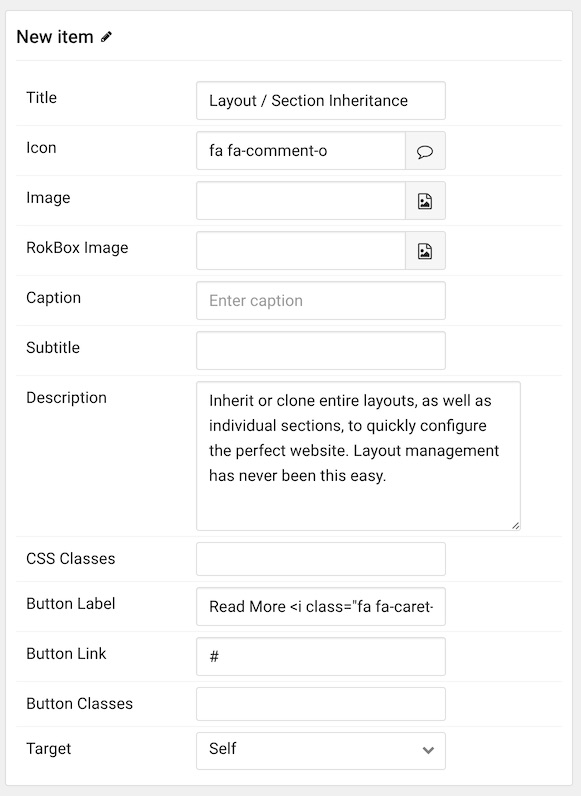 New item
Title
Layout / Section Inheritance
Icon
fa fa-comment-o
Image
RokBox Image
Caption
Enter caption
Subtitle
Description
Inherit or clone entire layouts, as well as
individual sections, to quickly configure
the perfect website. Layout management
has never been this easy.
CSS Classes
Button Label
Read More <i class="fa fa-caret-
Button Link
#
Button Classes
Target
Self